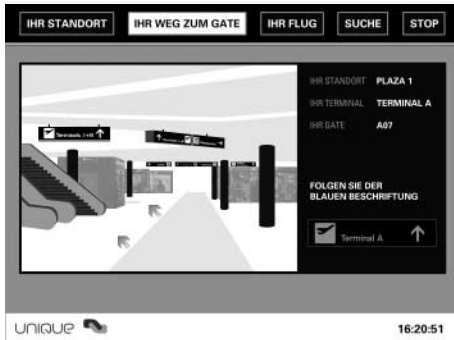 IHR STANDORT
IHR WEG ZUM GATE
IHR FLUG
SUCHE
STOP
IHR STANDORT PLAZA 1
IHR TERMINAL TERMINAL A
IHR GATE A07
FOLGEN SIE DER
BLAUEN BESCHRIFTUNG
Terminal A
UNIQUE
16:20:51